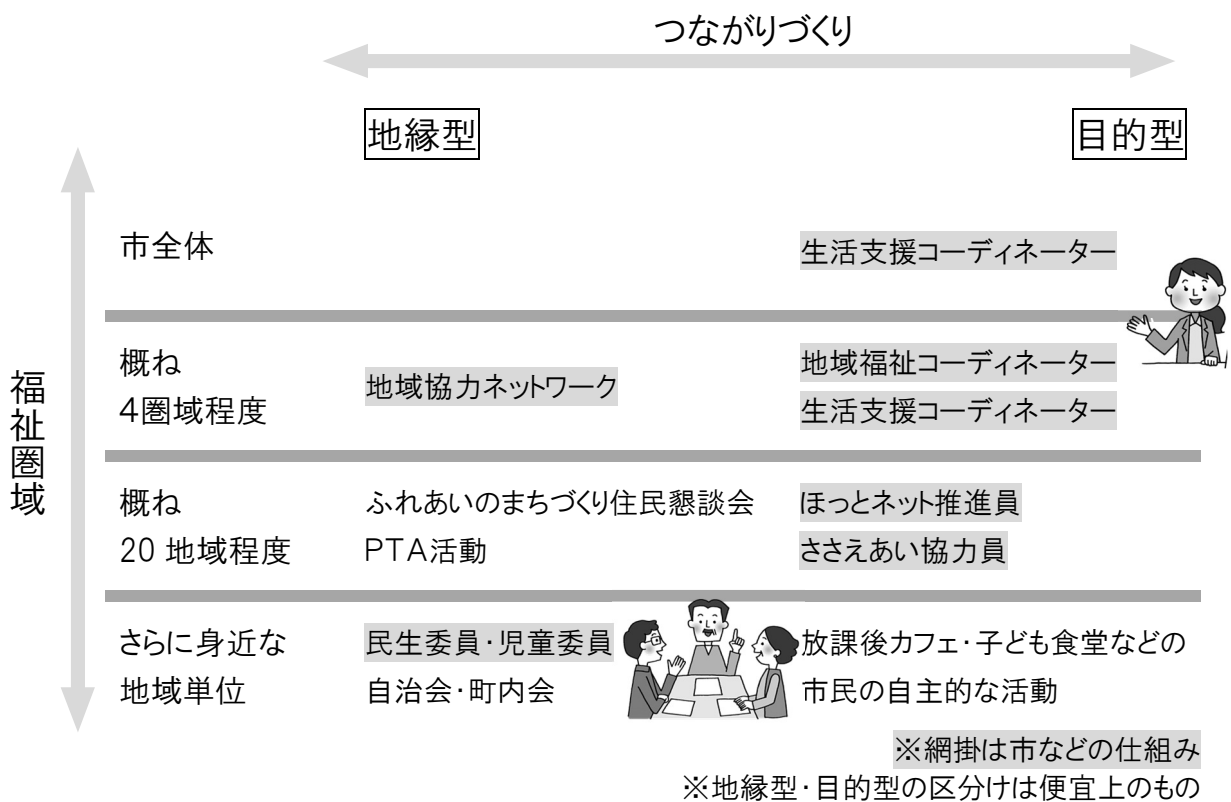 つながりづくり
地縁型
目的型
福祉圏域
市全体
生活支援コーディネーター
概ね
4圏域程度
地域協力ネットワーク
地域福祉コーディネーター
生活支援コーディネーター
概ね
20 地域程度
ふれあいのまちづくり住民懇談会
PTA活動
ほっとネット推進員
ささえあい協力員
さらに身近な
地域単位
民生委員・児童委員
自治会・町内会
放課後カフェ・子ども食堂などの
市民の自主的な活動
※網掛は市などの仕組み
※地縁型・目的型の区分けは便宜上のもの